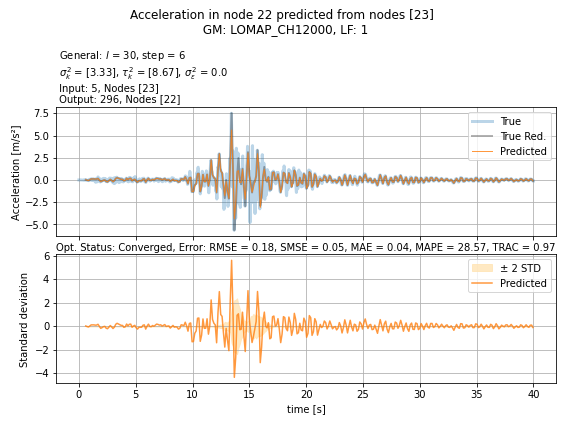 Acceleration in node 22 predicted from nodes [23]
GM: LOMAP_CH12000, LF: 1
General: l = 30, step = 6
σ²ₖ = [3.33], τ²ₖ = [8.67], σ²ε = 0.0
Input: 5, Nodes [23]
Output: 296, Nodes [22]
Acceleration [m/s²]
7.5
5.0
2.5
0.0
−2.5
−5.0
True
True Red.
Predicted
Opt. Status: Converged, Error: RMSE = 0.18, SMSE = 0.05, MAE = 0.04, MAPE = 28.57, TRAC = 0.97
Standard deviation
6
4
2
0
−2
−4
± 2 STD
Predicted
0 5 10 15 20 25 30 35 40
time [s]